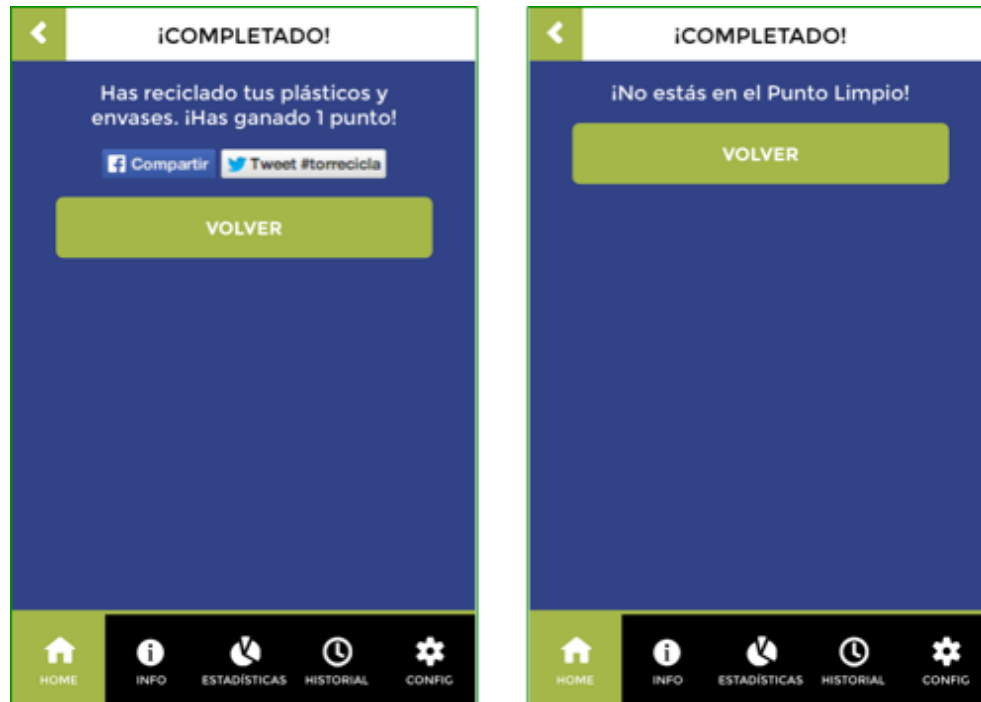 ¡COMPLETADO!
Has reciclado tus plásticos y
envases. ¡Has ganado 1 punto!
Compartir
Tweet #torrecicla
VOLVER
HOME
INFO
ESTADÍSTICAS
HISTORIAL
CONFIG
¡COMPLETADO!
¡No estás en el Punto Limpio!
VOLVER
HOME
INFO
ESTADÍSTICAS
HISTORIAL
CONFIG